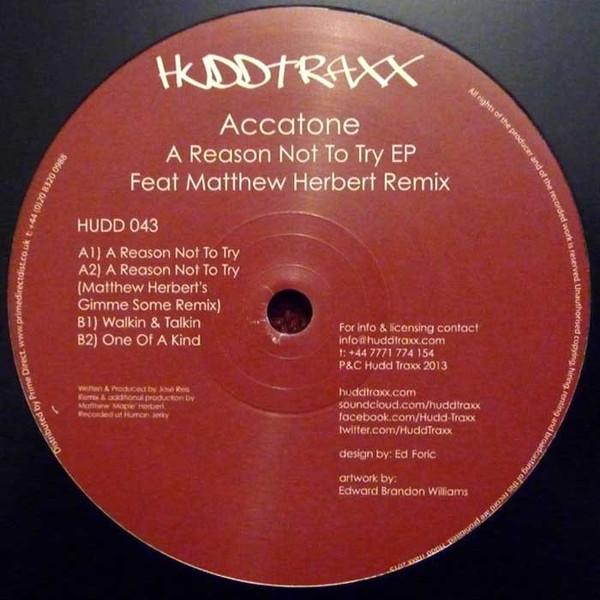 HUDDTRAXX
Accatone
A Reason Not To Try EP
Feat Matthew Herbert Remix
HUDD 043
A1) A Reason Not To Try
A2) A Reason Not To Try
(Matthew Herbert's
Gimme Some Remix)
B1) Walkin & Talkin
B2) One Of A Kind
Written & Produced by José Reis
Remix & additional production by
Matthew 'Maple' Herbert.
Recorded at Human Jerky
For info & licensing contact
info@huddtraxx.com
t: +44 7771 774 154
P&C Hudd Traxx 2013
huddtraxx.com
soundcloud.com/huddtraxx
facebook.com/Hudd-Traxx
twitter.com/HuddTraxx
design by: Ed Foric
artwork by:
Edward Brandon Williams
Distributed by Prime Direct. www.primedirectdist.co.uk t: +44 (0)20 8320 0988
All rights of the producer and of the recorded work is reserved. Unauthorised copying, hiring, renting and broadcasting of this record are prohibited. Hudd Traxx 2013